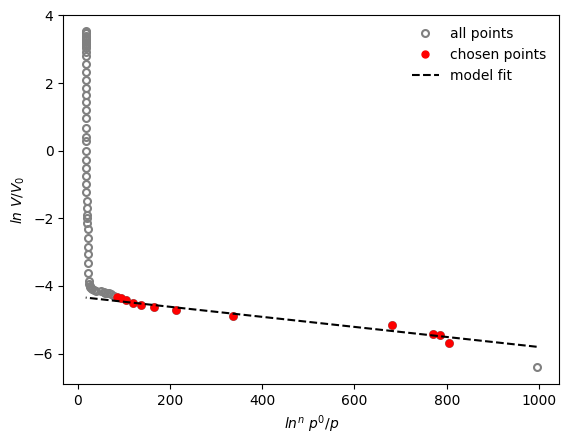 4
2
0
−2
−4
−6
ln V/V₀
0
200
400
600
800
1000
lnⁿ p⁰/p
all points
chosen points
model fit